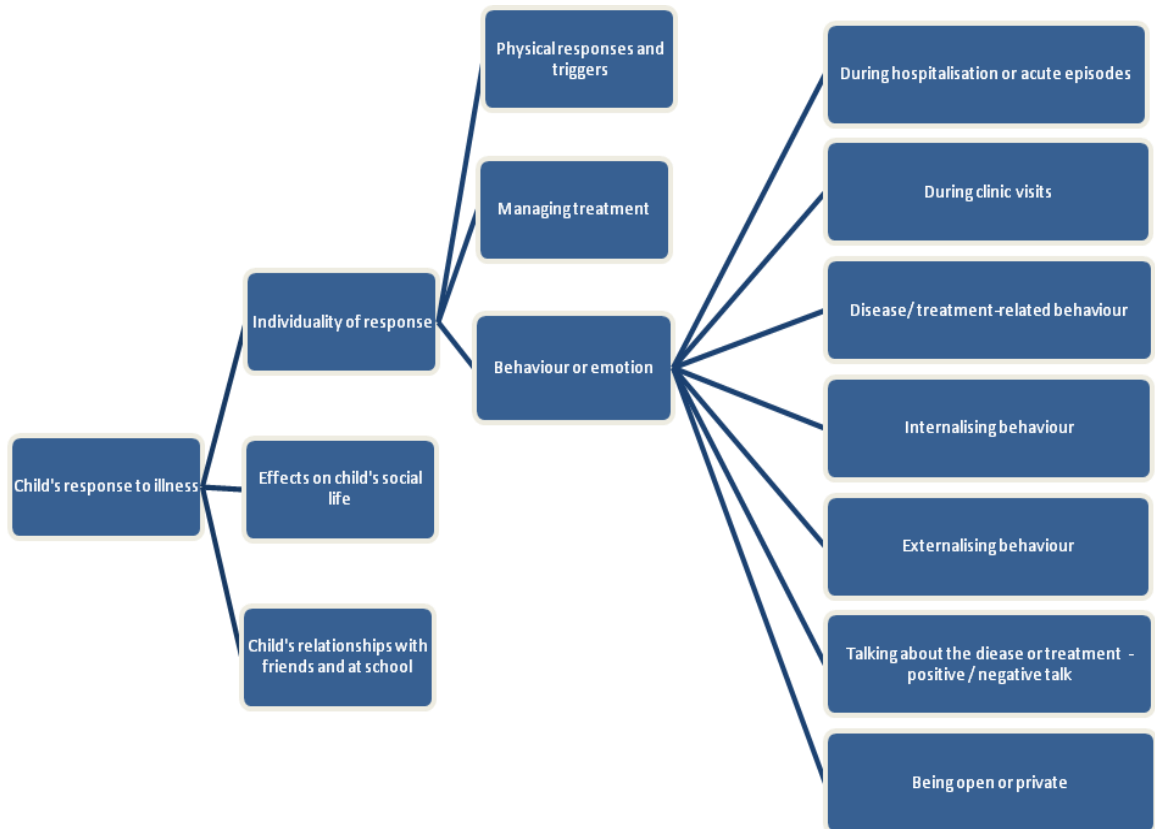 Child's response to illness
Individuality of response
Effects on child's social
life
Child's relationships with
friends and at school
Physical responses and
triggers
Managing treatment
Behaviour or emotion
During hospitalisation or acute episodes
During clinic visits
Disease/ treatment-related behaviour
Internalising behaviour
Externalising behaviour
Talking about the diease or treatment -
positive / negative talk
Being open or private